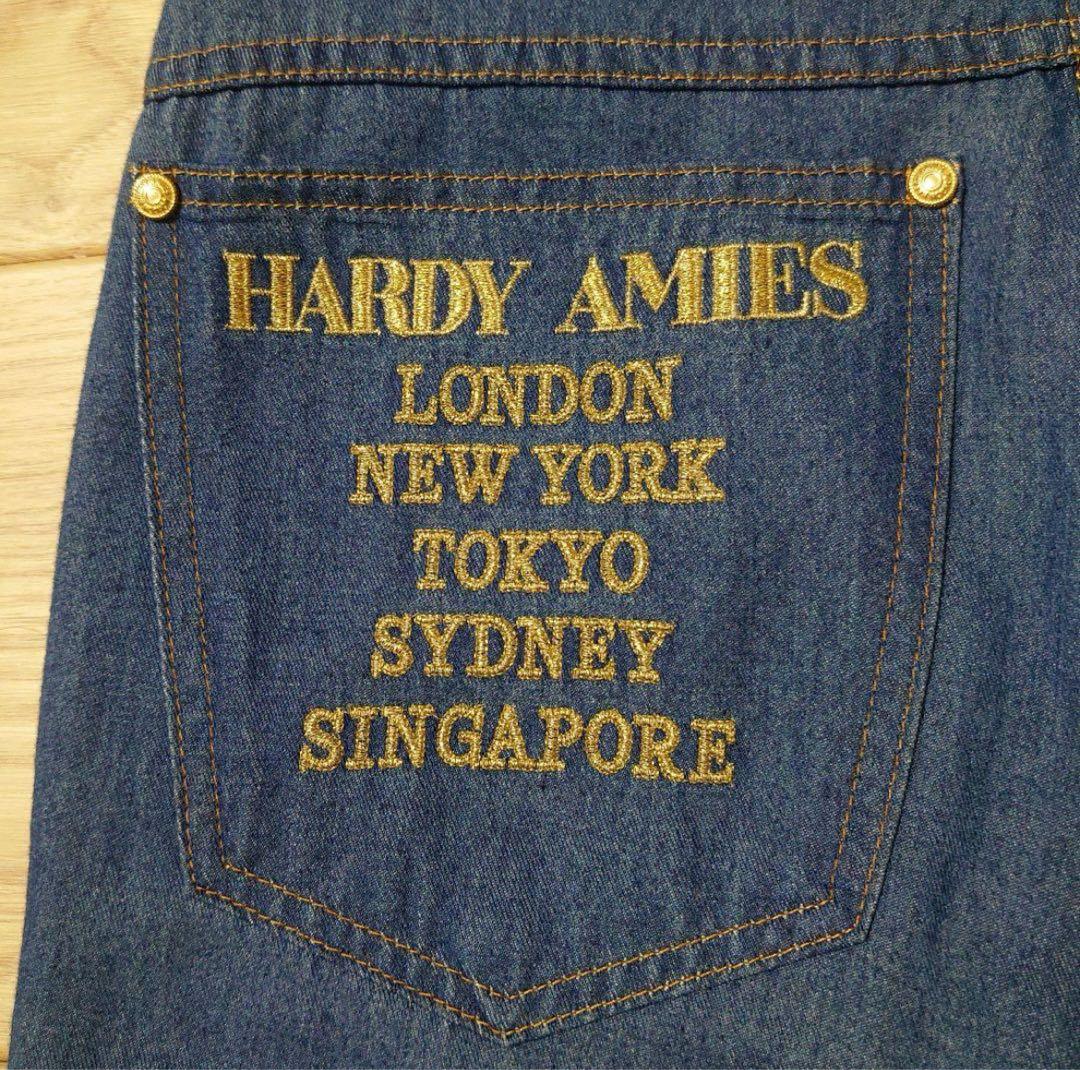 HARDY AMIES
LONDON
NEW YORK
TOKYO
SYDNEY
SINGAPORE